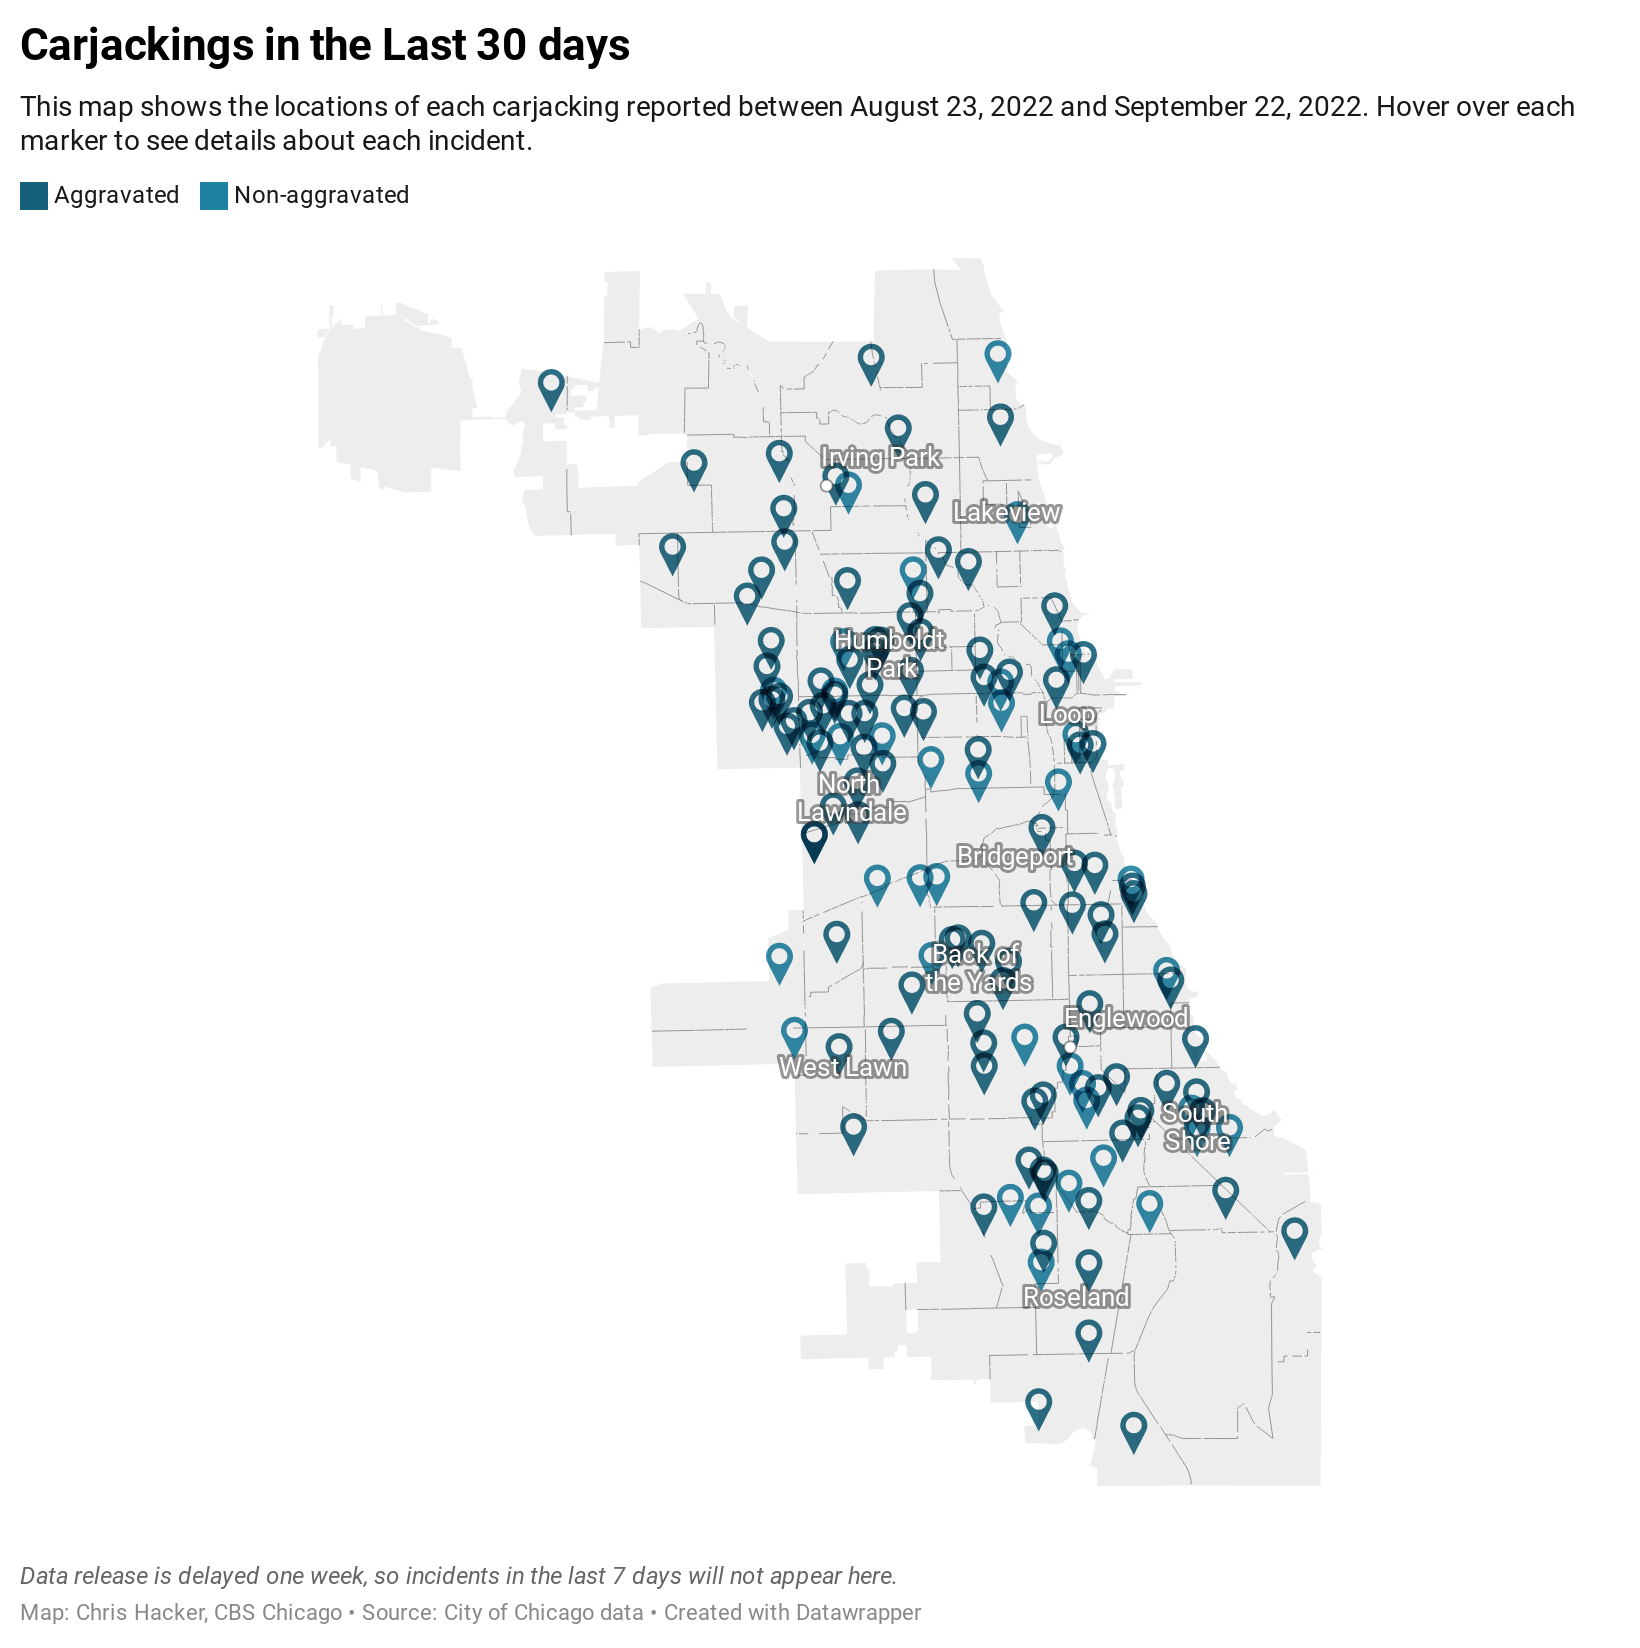 Carjackings in the Last 30 days
This map shows the locations of each carjacking reported between August 23, 2022 and September 22, 2022. Hover over each
marker to see details about each incident.
Aggravated Non-aggravated
Irving Park
Lakeview
Humboldt
Park
Loop
North
Lawndale
Bridgeport
Back of
the Yards
Englewood
West Lawn
South
Shore
Roseland
Data release is delayed one week, so incidents in the last 7 days will not appear here.
Map: Chris Hacker, CBS Chicago • Source: City of Chicago data • Created with Datawrapper